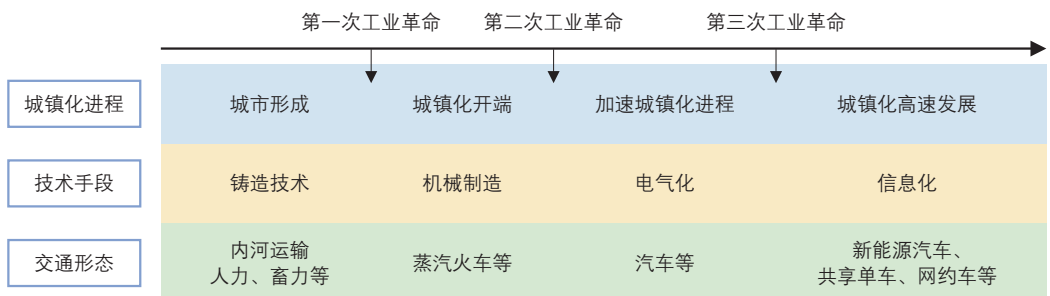 第一次工业革命 第二次工业革命 第三次工业革命
城镇化进程 城市形成 城镇化开端 加速城镇化进程 城镇化高速发展
技术手段 铸造技术 机械制造 电气化 信息化
交通形态 内河运输 人力、畜力等 蒸汽火车等 汽车等 新能源汽车、 共享单车、网约车等